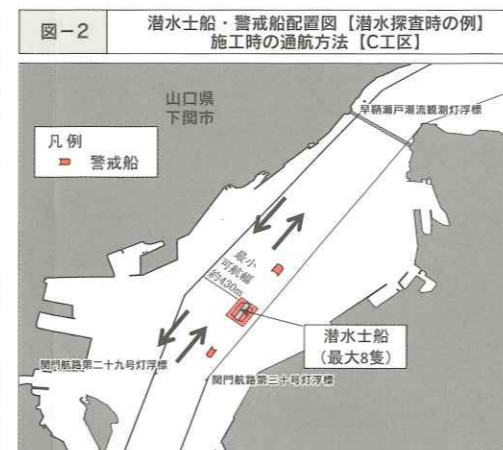 図－2
潜水士船・警戒船配置図【潜水探査時の例】
施工時の通航方法【C工区】
山口県
下関市
早鞆瀬戸潮流観測灯浮標
凡例
警戒船
最小
可航幅
約430m
潜水士船
（最大8隻）
関門航路第二十九号灯浮標
関門航路第三十号灯浮標